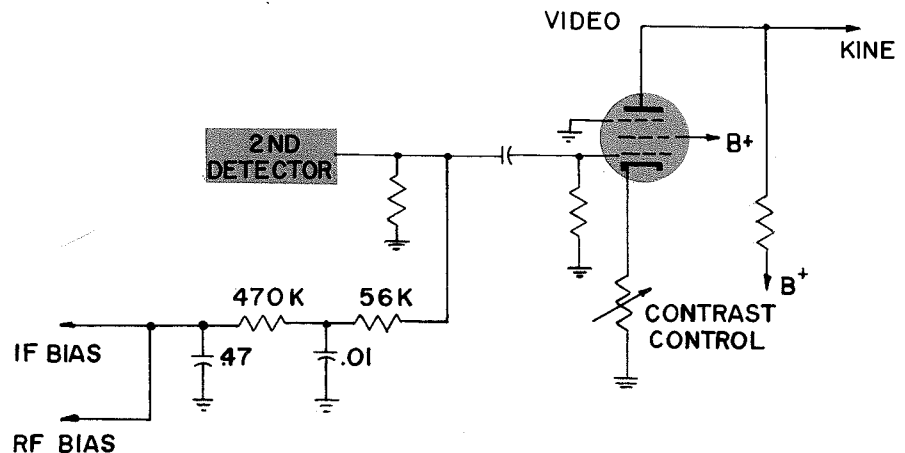 VIDEO
KINE
2ND
DETECTOR
B+
B+
470K
56K
CONTRAST
CONTROL
.47
.01
IF BIAS
RF BIAS